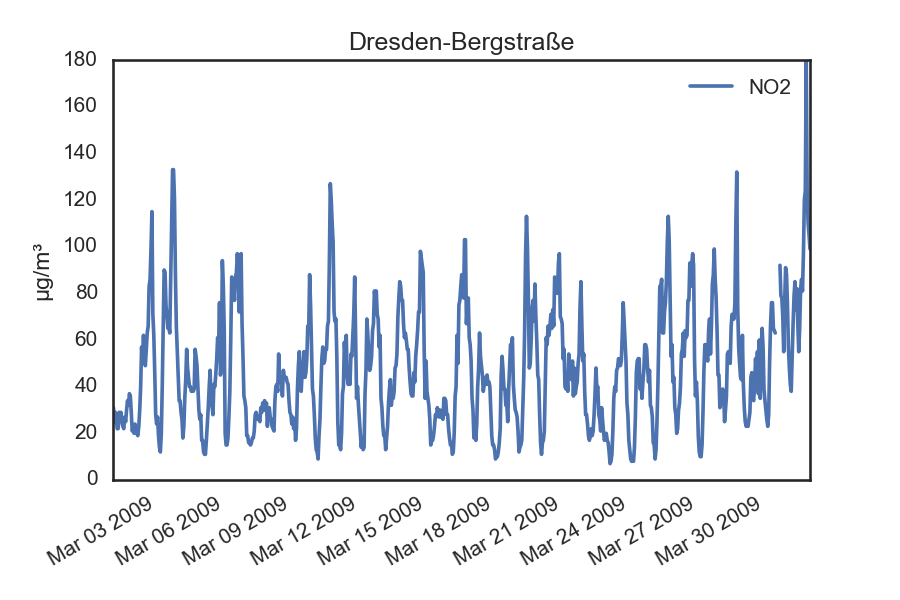 Dresden-Bergstraße
180
160
140
120
100
80
60
40
20
0
µg/m³
NO2
Mar 03 2009
Mar 06 2009
Mar 09 2009
Mar 12 2009
Mar 15 2009
Mar 18 2009
Mar 21 2009
Mar 24 2009
Mar 27 2009
Mar 30 2009